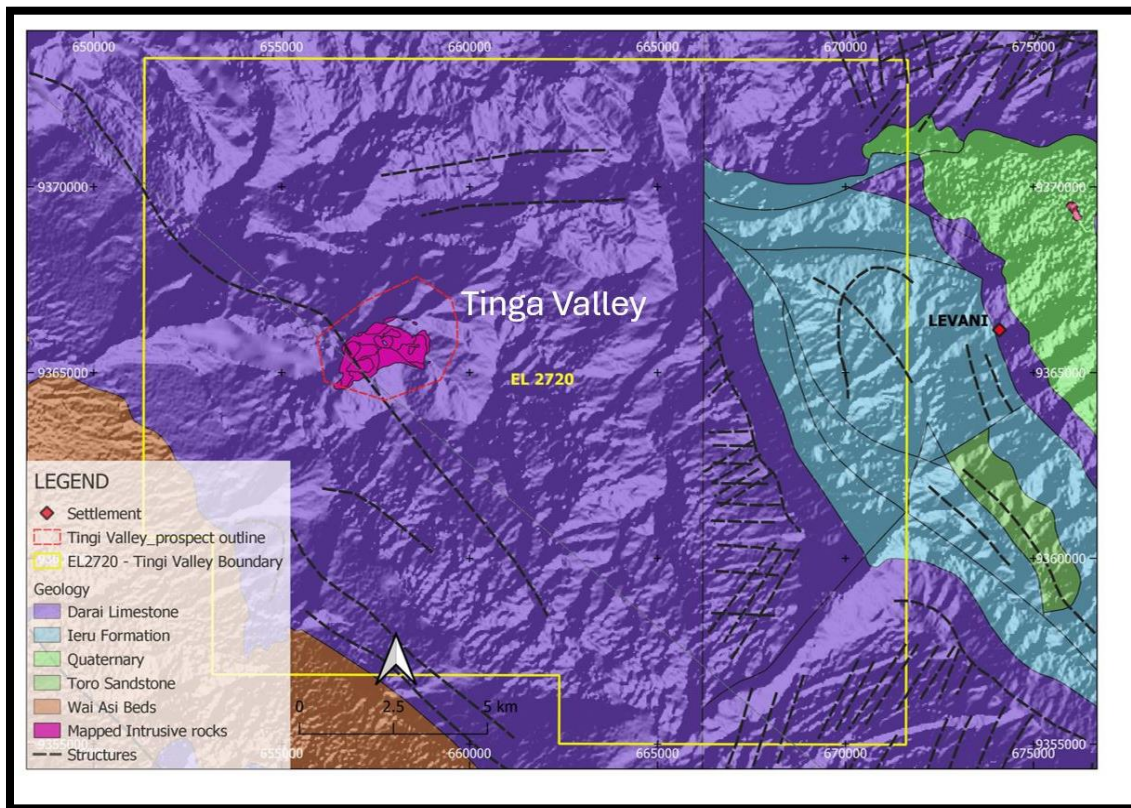 650000 655000 660000 665000 670000 675000
9370000 9370000
Tinga Valley
LEVANI
9365000 9365000
EL 2720
LEGEND
Settlement
Tingi Valley_prospect outline
EL2720 - Tingi Valley Boundary
Geology
Darai Limestone
Ieru Formation
Quaternary
Toro Sandstone
Wai Asi Beds
Mapped Intrusive rocks
Structures
9360000
0 2.5 5 km
9355000 9355000
655000 660000 665000 670000 675000